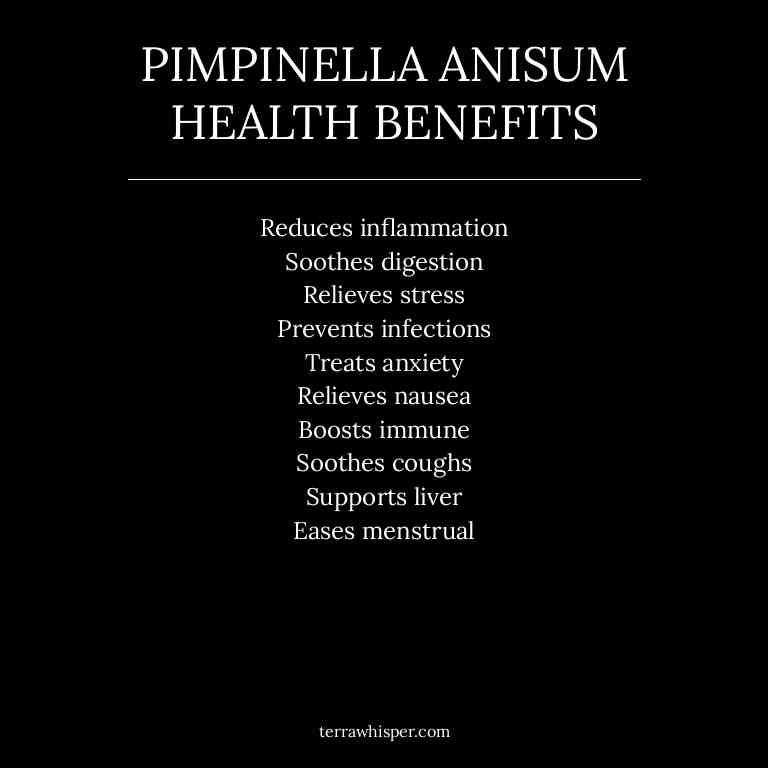 PIMPINELLA ANISUM
HEALTH BENEFITS
Reduces inflammation
Soothes digestion
Relieves stress
Prevents infections
Treats anxiety
Relieves nausea
Boosts immune
Soothes coughs
Supports liver
Eases menstrual
terrawhisper.com